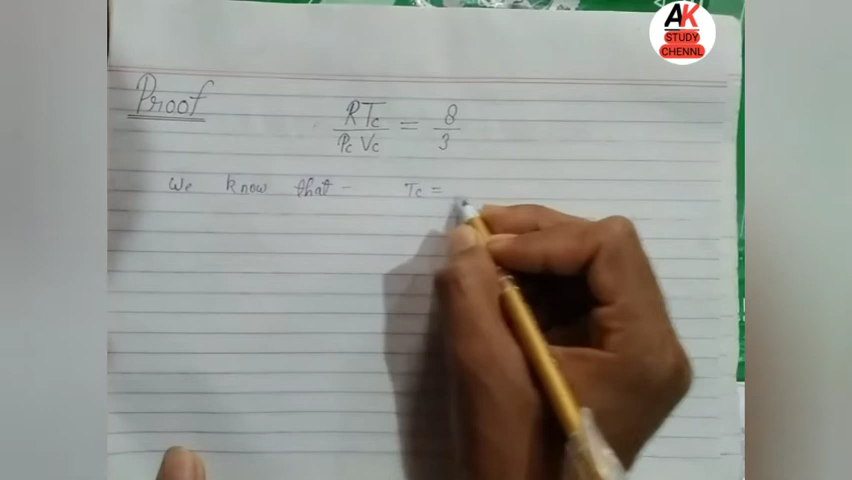 AK
STUDY
CHENNL
Proof
RTc / Pc Vc = 8 / 3
We know that - Tc =